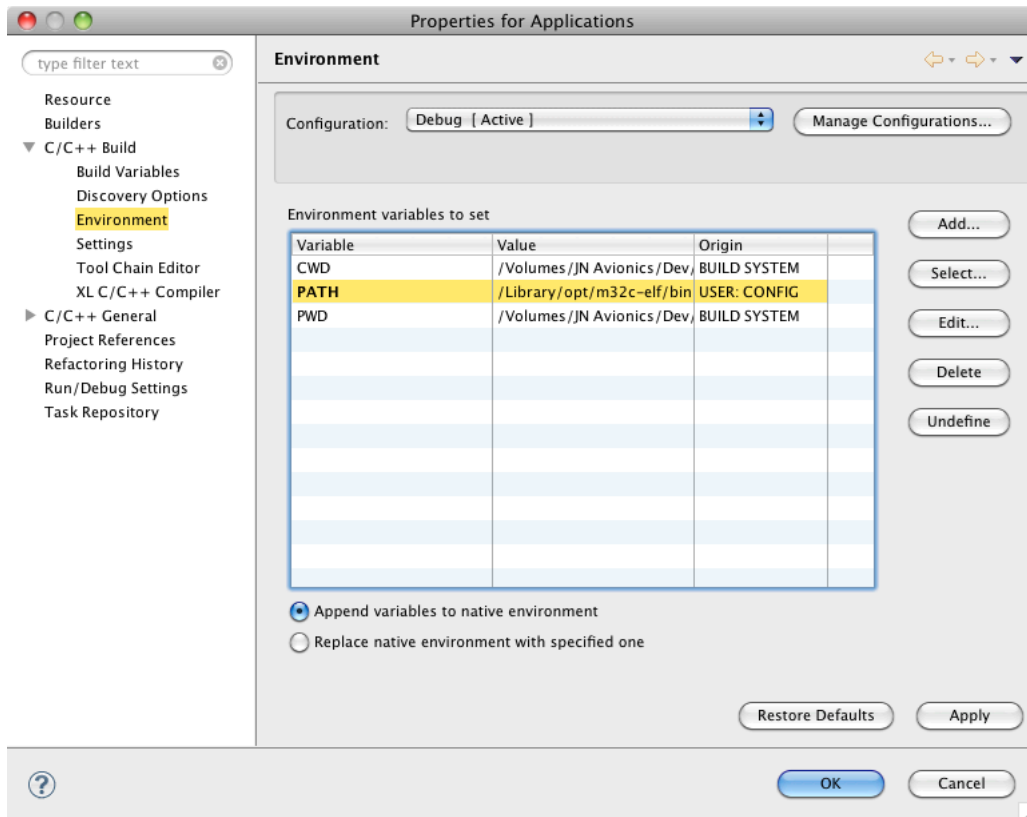 Properties for Applications
type filter text
Resource
Builders
C/C++ Build
Build Variables
Discovery Options
Environment
Settings
Tool Chain Editor
XL C/C++ Compiler
C/C++ General
Project References
Refactoring History
Run/Debug Settings
Task Repository
Environment
Configuration: Debug [ Active ] Manage Configurations...
Environment variables to set
Variable Value Origin
CWD /Volumes/JN Avionics/Dev/ BUILD SYSTEM
PATH /Library/opt/m32c-elf/bin USER: CONFIG
PWD /Volumes/JN Avionics/Dev/ BUILD SYSTEM
Add...
Select...
Edit...
Delete
Undefine
Append variables to native environment
Replace native environment with specified one
Restore Defaults Apply
? OK Cancel